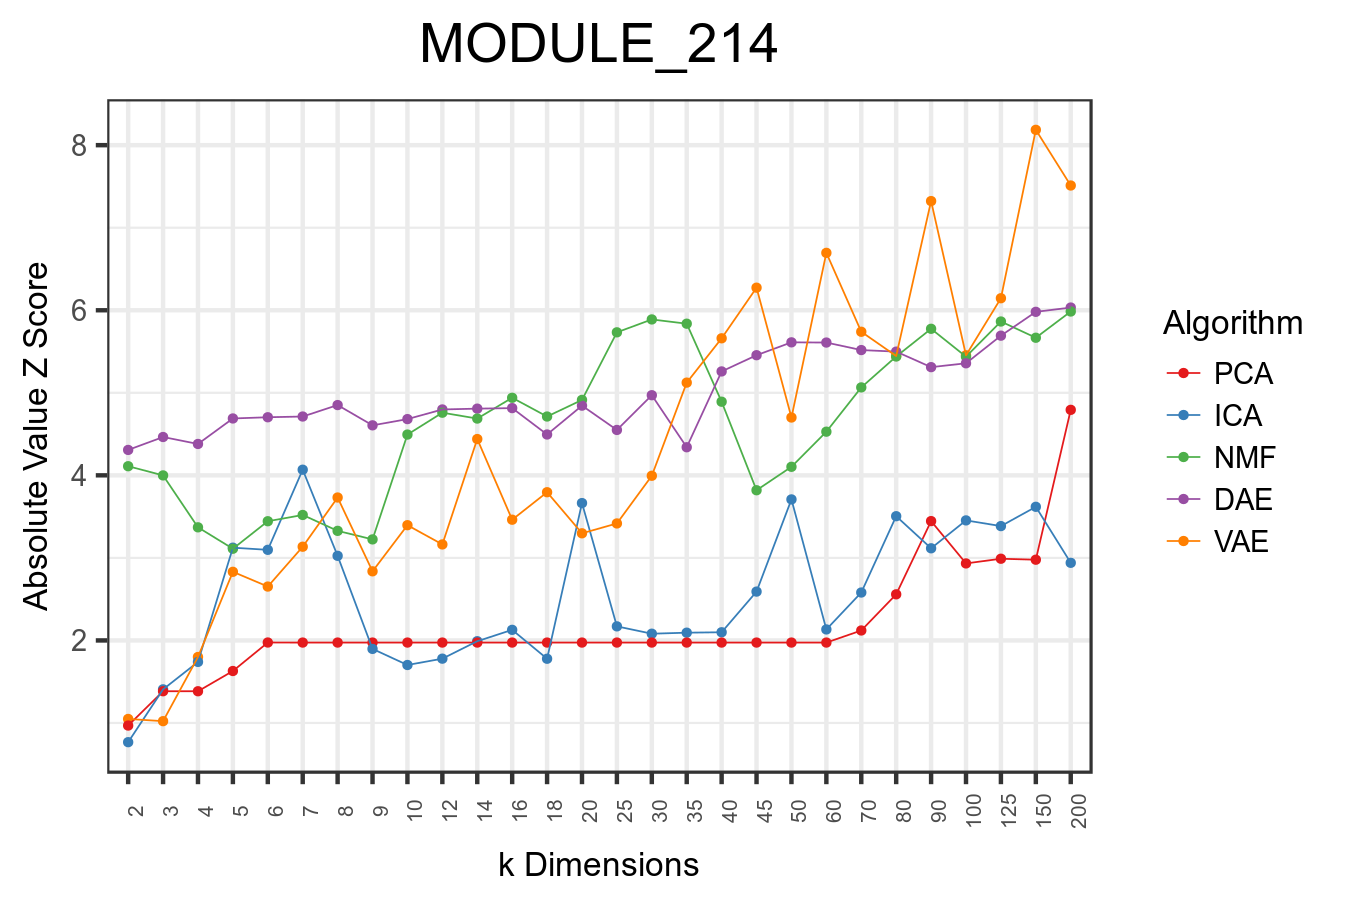 MODULE_214
Absolute Value Z Score
8
6
4
2
2 3 4 5 6 7 8 9 10 12 14 16 18 20 25 30 35 40 45 50 60 70 80 90 100 125 150 200
k Dimensions
Algorithm
PCA
ICA
NMF
DAE
VAE